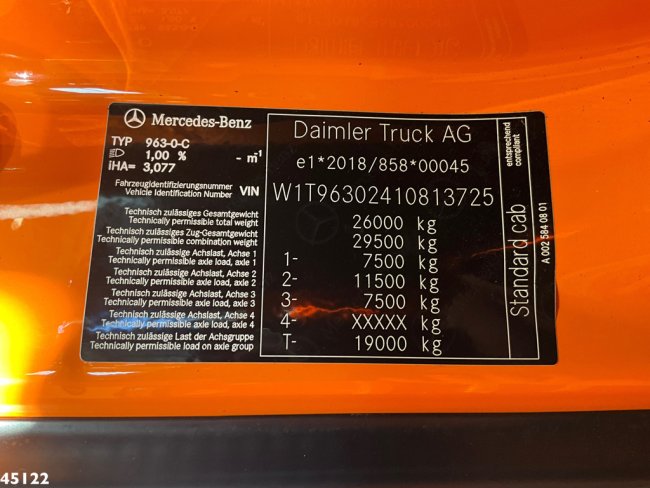 Mercedes-Benz
TYP 963-0-C
1,00 % - m⁻¹
iHA= 3,077
Daimler Truck AG
e1*2018/858*00045
Fahrzeugidentifizierungsnummer
Vehicle Identification Number VIN W1T96302410813725
Technisch zulässiges Gesamtgewicht
Technically permissible total weight 26000 kg
Technisch zulässiges Zug-Gesamtgewicht
Technically permissible combination weight 29500 kg
Technisch zulässige Achslast, Achse 1
Technically permissible axle load, axle 1 1- 7500 kg
Technisch zulässige Achslast, Achse 2
Technically permissible axle load, axle 2 2- 11500 kg
Technisch zulässige Achslast, Achse 3
Technically permissible axle load, axle 3 3- 7500 kg
Technisch zulässige Achslast, Achse 4
Technically permissible axle load, axle 4 4- XXXXX kg
Technisch zulässige Last der Achsgruppe
Technically permissible load on axle group T- 19000 kg
entsprechend
compliant
Standard cab
A 002 584 08 01
45122